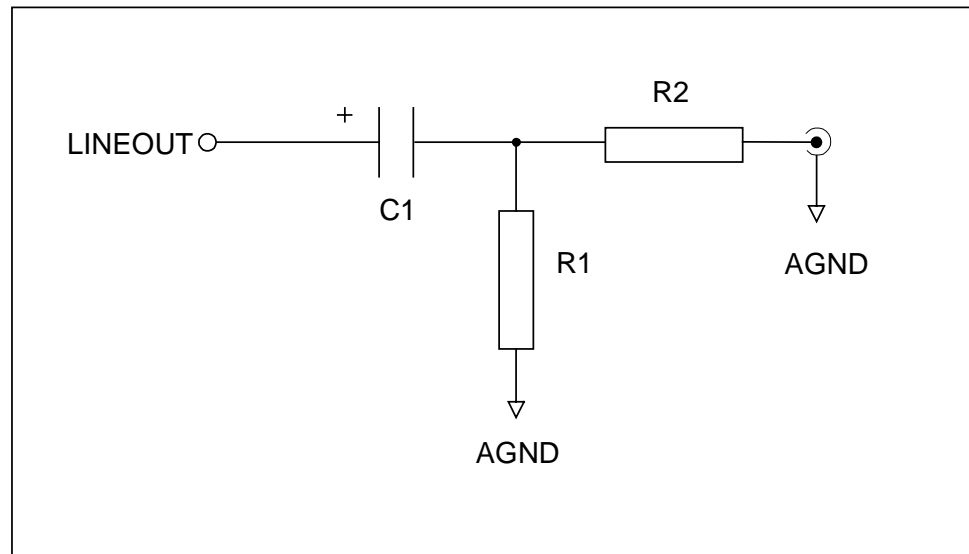 R2
+
LINEOUT
C1
R1
AGND
AGND